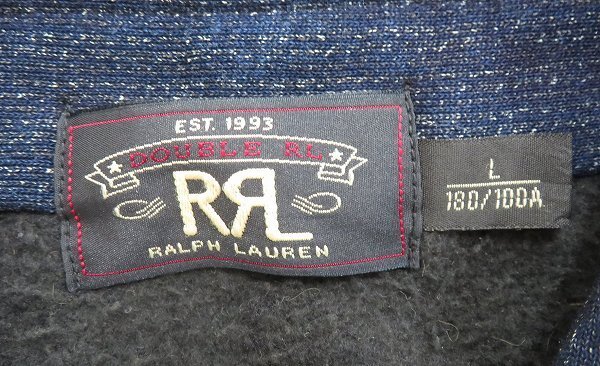 EST. 1993
DOUBLE RL
RRL
RALPH LAUREN
L
180/100A